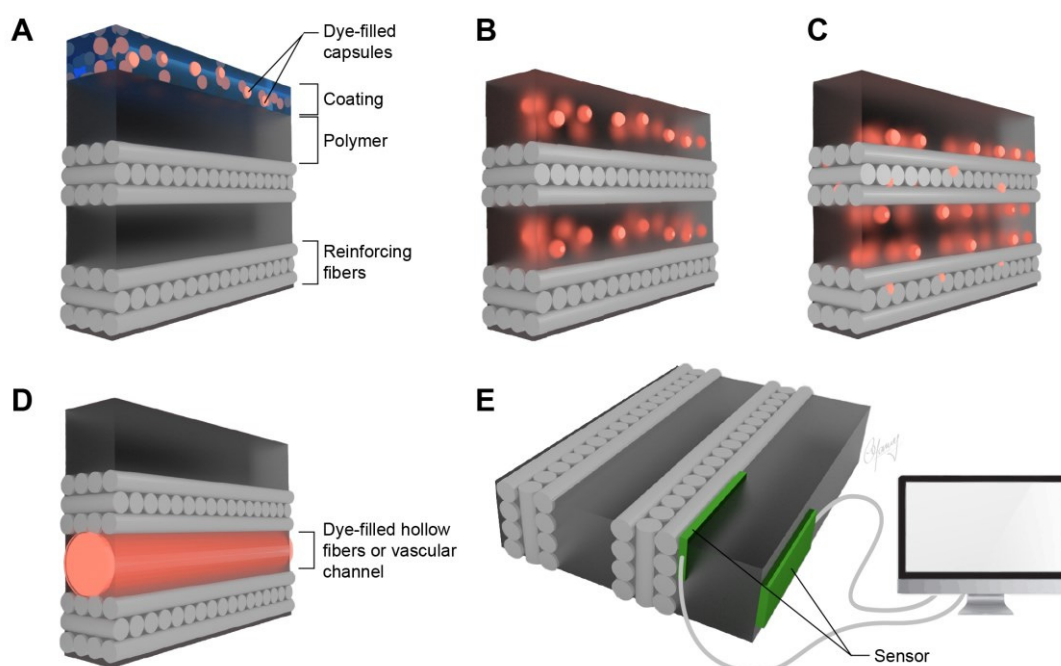 A
Dye-filled
capsules
Coating
Polymer
Reinforcing
fibers
B
C
D
Dye-filled hollow
fibers or vascular
channel
E
Sensor